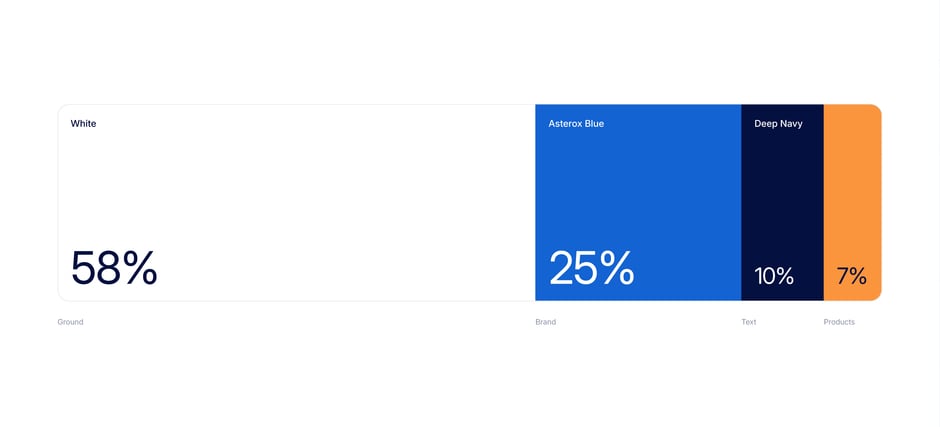 White
Asterox Blue
Deep Navy
58%
25%
10%
7%
Ground
Brand
Text
Products